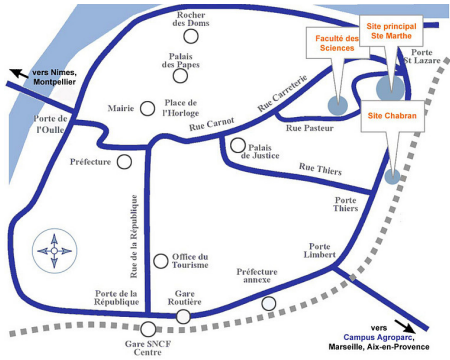 Rocher
des Doms
Faculté des
Sciences
Site principal
Ste Marthe
Palais
des Papes
Porte
St Lazare
vers Nimes,
Montpellier
Mairie
Place de
l'Horloge
Rue Carreterie
Porte de
l'Oulle
Rue Carnot
Rue Pasteur
Site Chabran
Préfecture
Palais
de Justice
Rue Thiers
Porte
Thiers
Rue de la République
Office du
Tourisme
Porte
Limbert
Préfecture
annexe
Porte de la
République
Gare
Routière
Gare SNCF
Centre
vers
Campus Agroparc,
Marseille, Aix-en-Provence